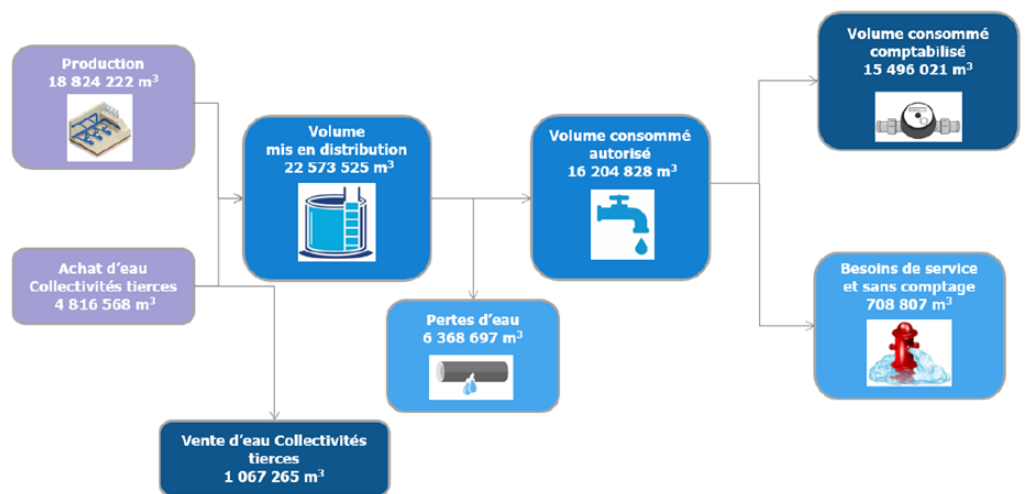 Production
18 824 222 m³
Achat d'eau
Collectivités tierces
4 816 568 m³
Vente d'eau Collectivités
tierces
1 067 265 m³
Volume
mis en distribution
22 573 525 m³
Pertes d'eau
6 368 697 m³
Volume consommé
autorisé
16 204 828 m³
Volume consommé
comptabilisé
15 496 021 m³
Besoins de service
et sans comptage
708 807 m³